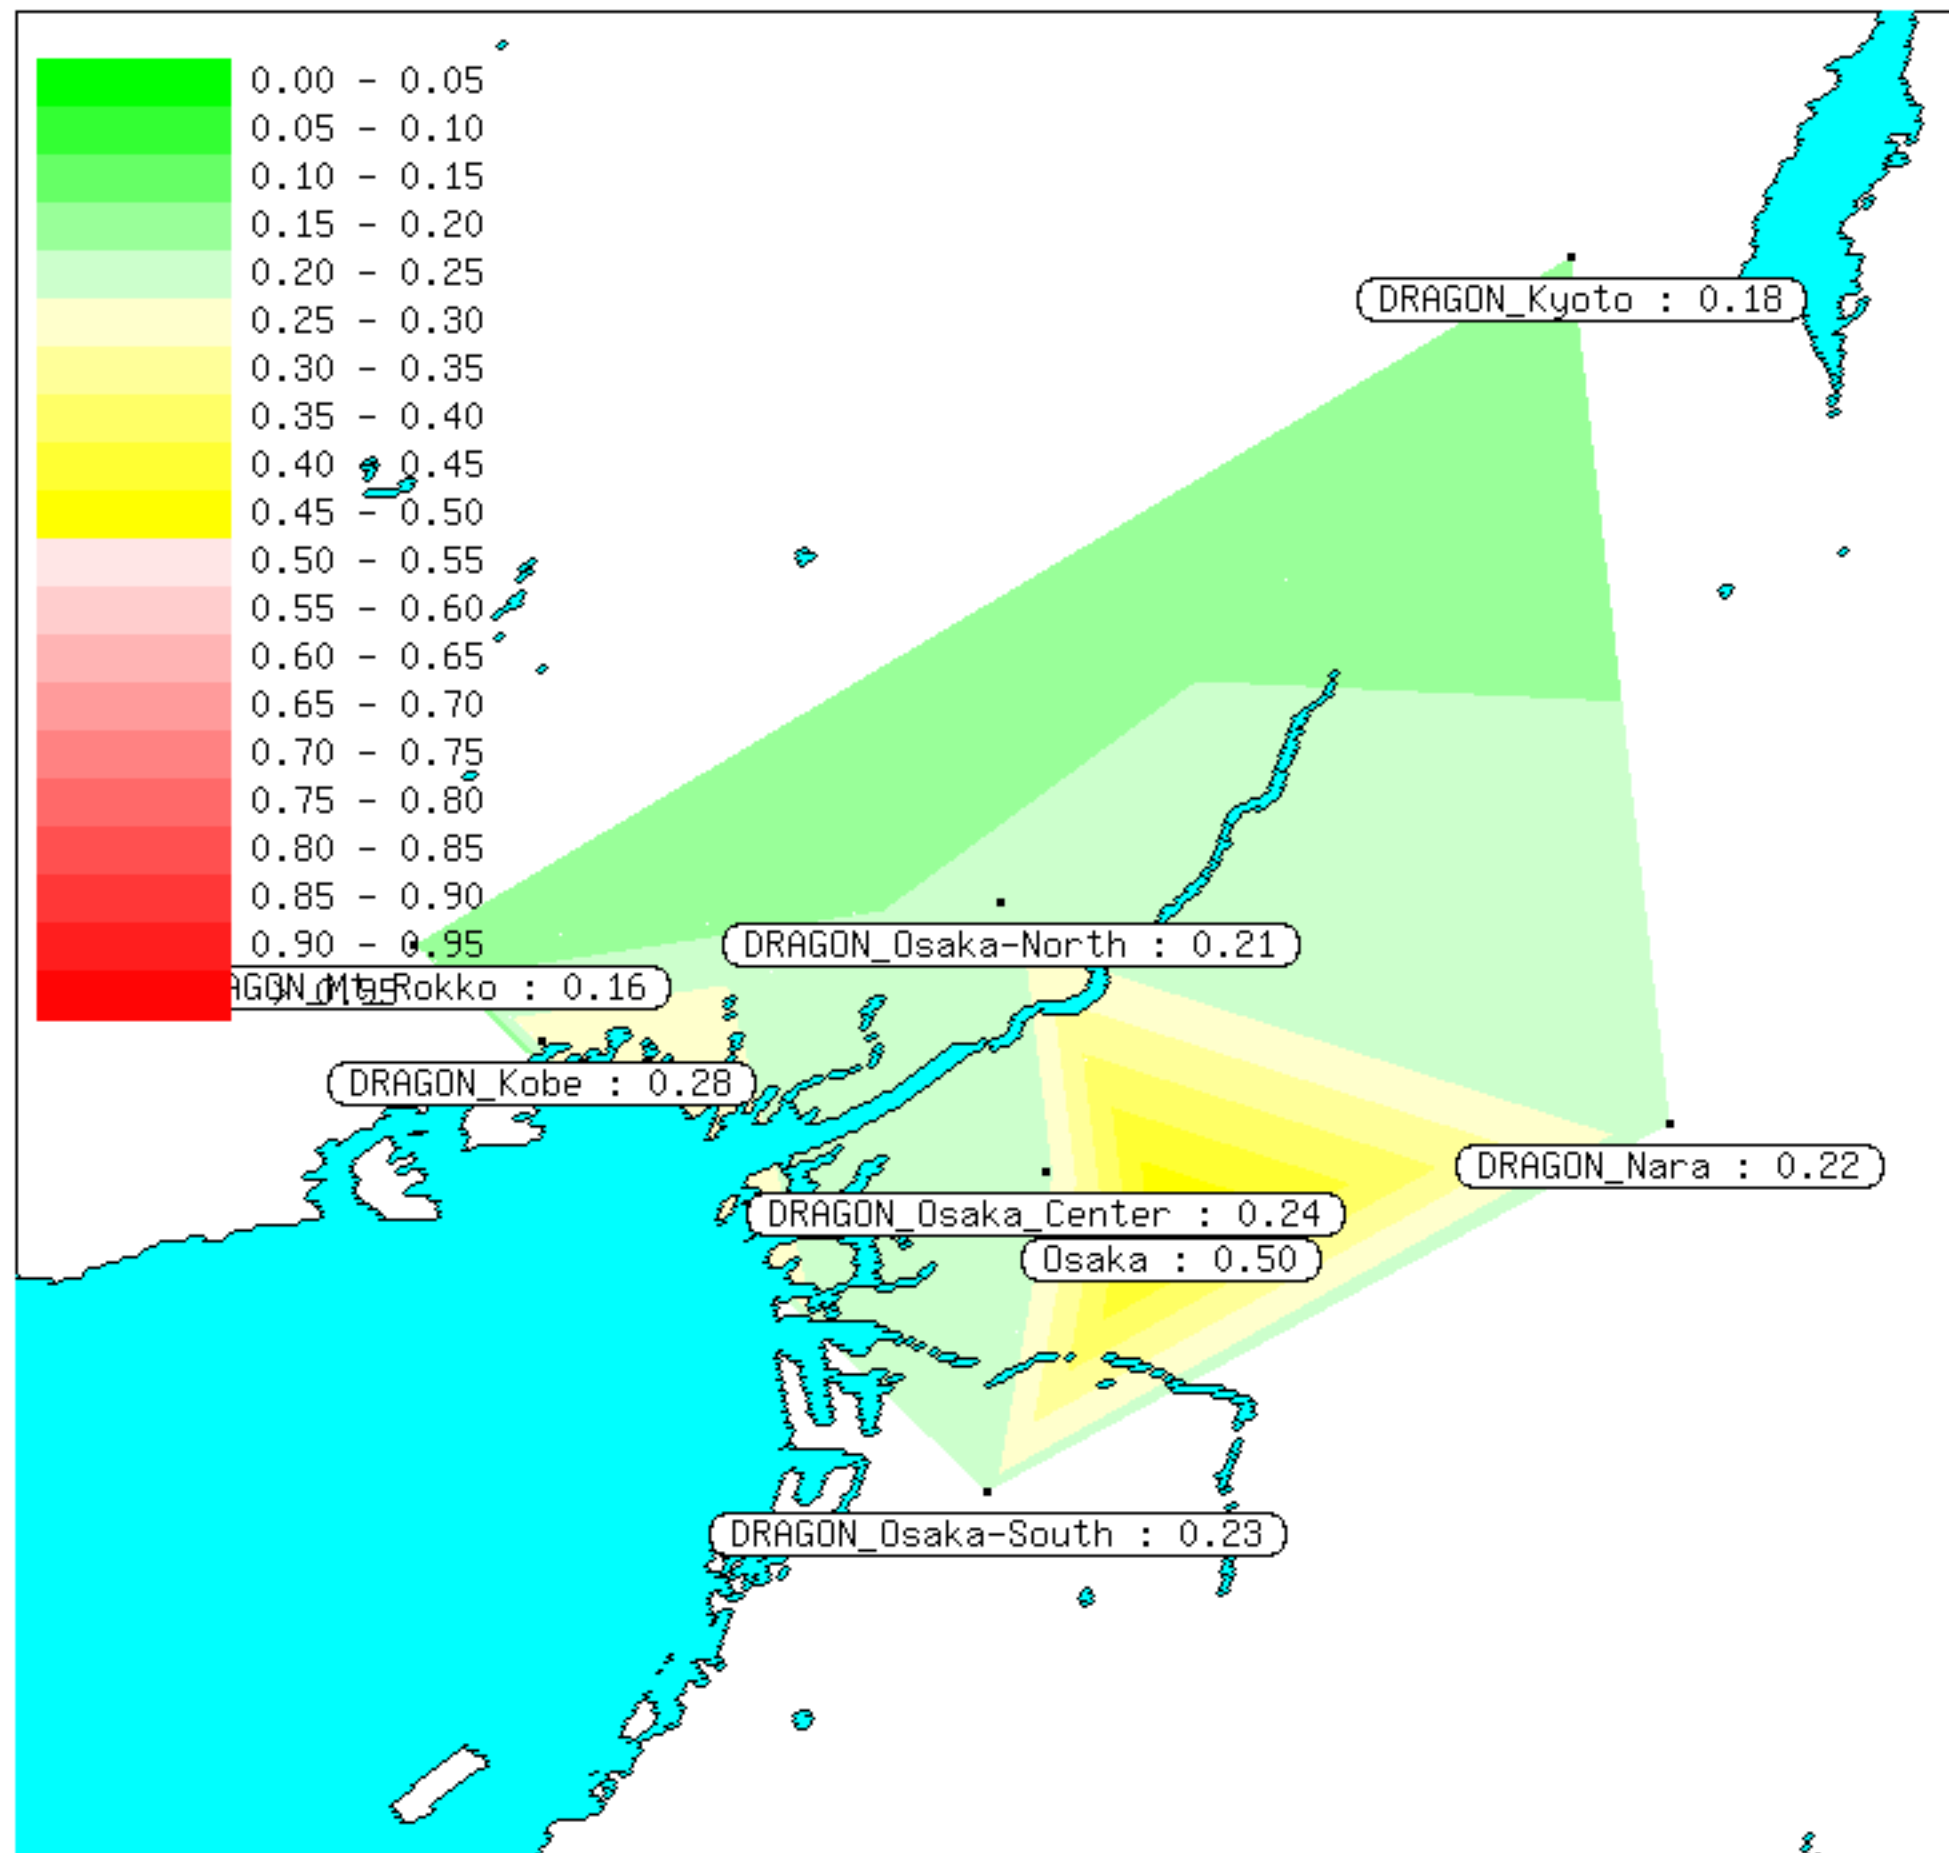 0.00 - 0.05
0.05 - 0.10
0.10 - 0.15
0.15 - 0.20
0.20 - 0.25
0.25 - 0.30
0.30 - 0.35
0.35 - 0.40
0.40 - 0.45
0.45 - 0.50
0.50 - 0.55
0.55 - 0.60
0.60 - 0.65
0.65 - 0.70
0.70 - 0.75
0.75 - 0.80
0.80 - 0.85
0.85 - 0.90
0.90 - 0.95
> 0.95
DRAGON_Kyoto : 0.18
DRAGON_Osaka-North : 0.21
AGON_Mt_Rokko : 0.16
DRAGON_Kobe : 0.28
DRAGON_Nara : 0.22
DRAGON_Osaka_Center : 0.24
Osaka : 0.50
DRAGON_Osaka-South : 0.23